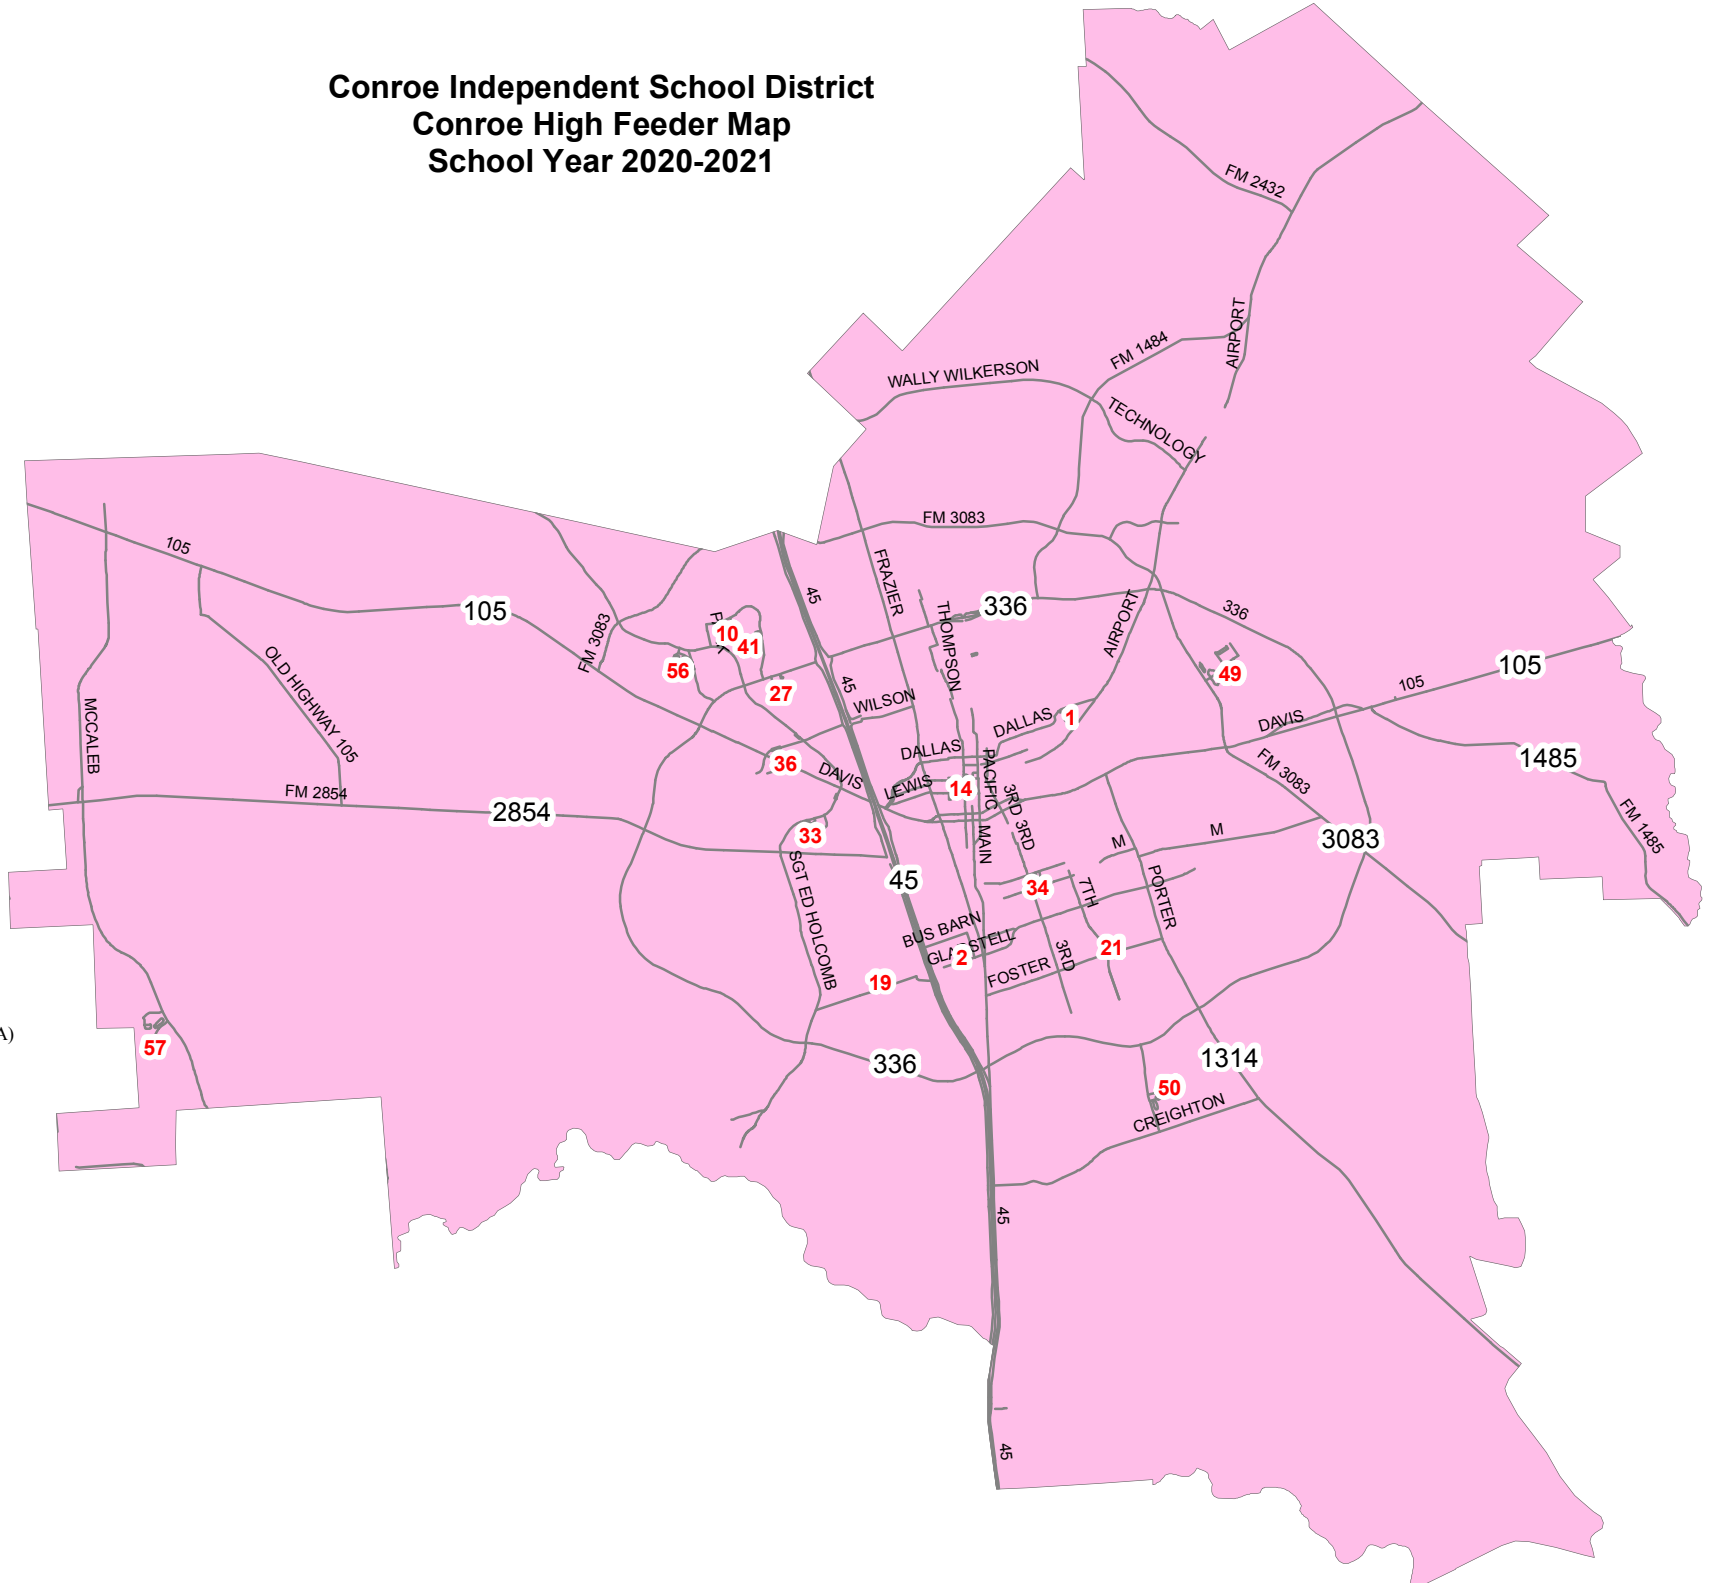 Conroe Independent School District
Conroe High Feeder Map
School Year 2020-2021
FM 2432
AIRPORT
FM 1484
WALLY WILKERSON
TECHNOLOGY
FM 3083
105
FRAZIER
45
336
105
THOMPSON
336
AIRPORT
10
41
FM 3083
56
27
49
105
OLD HIGHWAY 105
45
WILSON
105
MCCALEB
DALLAS
1
DAVIS
DALLAS
PACIFIC
1485
36
DAVIS
LEWIS
14
FM 3083
FM 2854
2854
3RD
3RD
FM 1485
33
MAIN
M
M
3083
SGT ED HOLCOMB
45
34
7TH
PORTER
BUS BARN
GLADSTELL
2
3RD
21
19
FOSTER
A)
57
336
1314
50
CREIGHTON
45
45